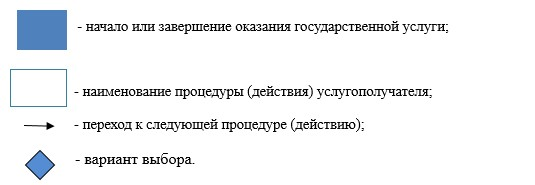 - начало или завершение оказания государственной услуги;
- наименование процедуры (действия) услугополучателя;
- переход к следующей процедуре (действию);
- вариант выбора.